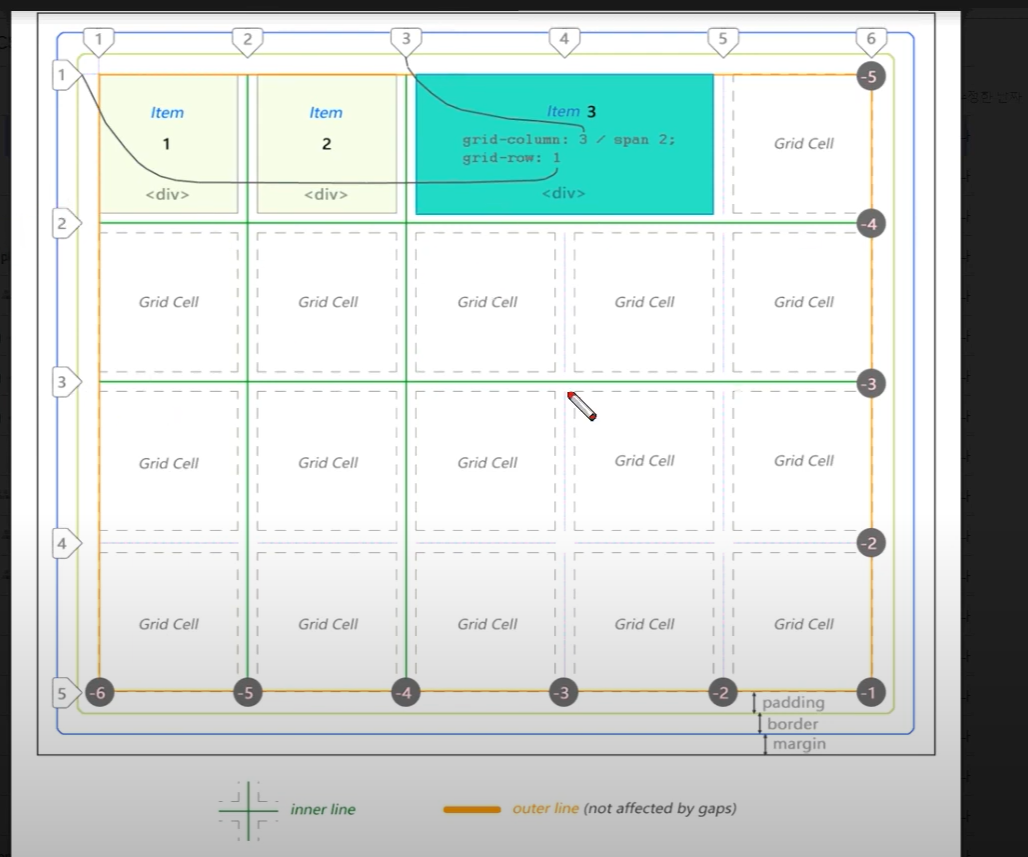 1 2 3 4 5 6
1 -5
Item Item Item 3
1 2 grid-column: 3 / span 2;
grid-row: 1
Grid Cell
<div> <div> <div>
2 -4
Grid Cell Grid Cell Grid Cell Grid Cell Grid Cell
3 -3
Grid Cell Grid Cell Grid Cell Grid Cell Grid Cell
4 -2
Grid Cell Grid Cell Grid Cell Grid Cell Grid Cell
5 -6 -5 -4 -3 -2 -1
padding
border
margin
inner line outer line (not affected by gaps)